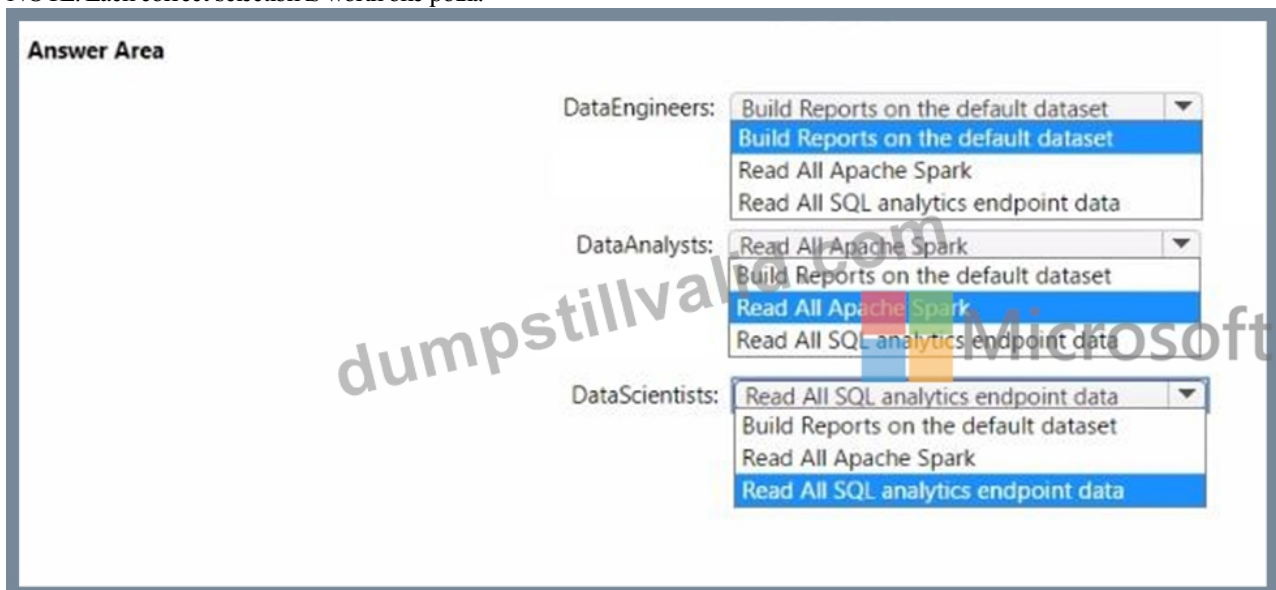 Answer Area
DataEngineers: Build Reports on the default dataset
Build Reports on the default dataset
Read All Apache Spark
Read All SQL analytics endpoint data
DataAnalysts: Read All Apache Spark
Build Reports on the default dataset
Read All Apache Spark
Read All SQL analytics endpoint data
DataScientists: Read All SQL analytics endpoint data
Build Reports on the default dataset
Read All Apache Spark
Read All SQL analytics endpoint data
dumpstillvalid.com
Microsoft